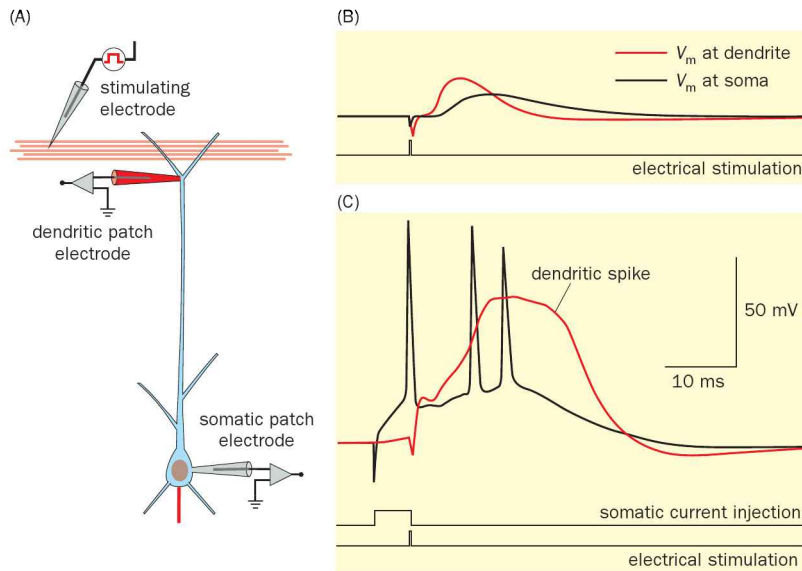 (A)
stimulating
electrode
dendritic patch
electrode
somatic patch
electrode
(B)
Vm at dendrite
Vm at soma
electrical stimulation
(C)
dendritic spike
50 mV
10 ms
somatic current injection
electrical stimulation